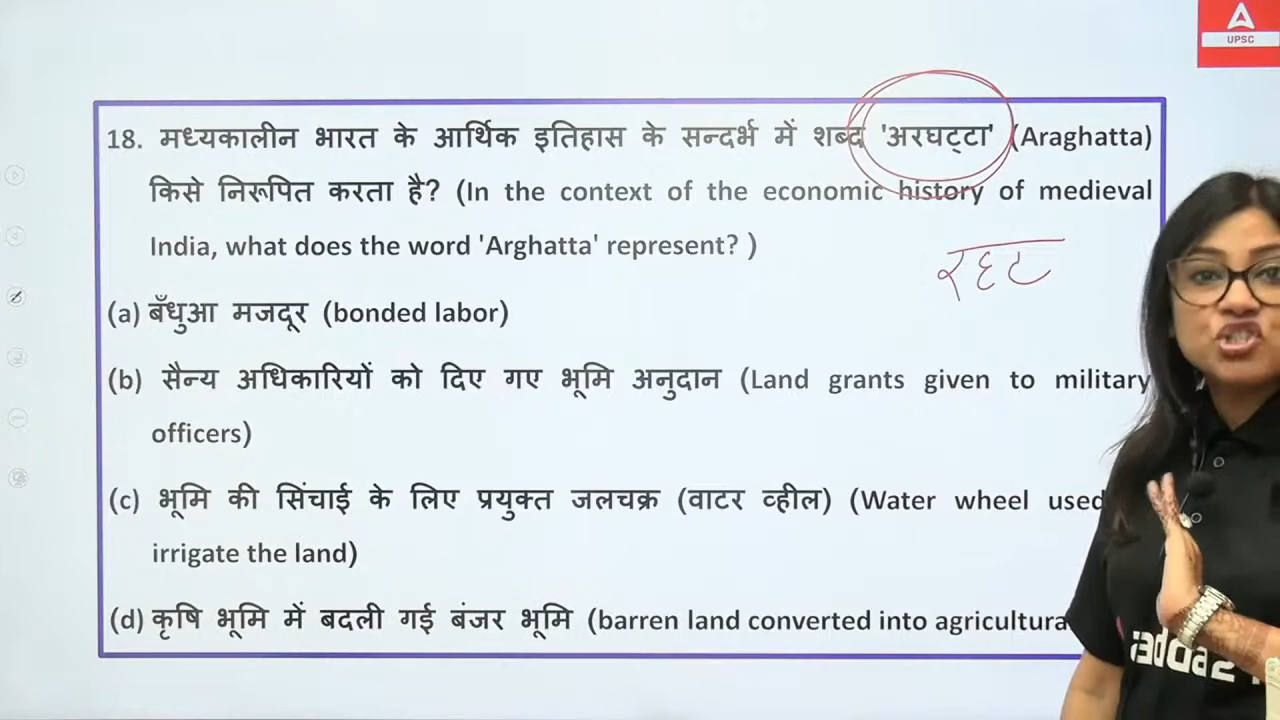 UPSC
18. मध्यकालीन भारत के आर्थिक इतिहास के सन्दर्भ में शब्द 'अरघट्टा' (Araghatta)
किसे निरूपित करता है? (In the context of the economic history of medieval
India, what does the word 'Arghatta' represent? )
रहट
(a) बँधुआ मजदूर (bonded labor)
(b) सैन्य अधिकारियों को दिए गए भूमि अनुदान (Land grants given to military
officers)
(c) भूमि की सिंचाई के लिए प्रयुक्त जलचक्र (वाटर व्हील) (Water wheel used
irrigate the land)
(d) कृषि भूमि में बदली गई बंजर भूमि (barren land converted into agricultura